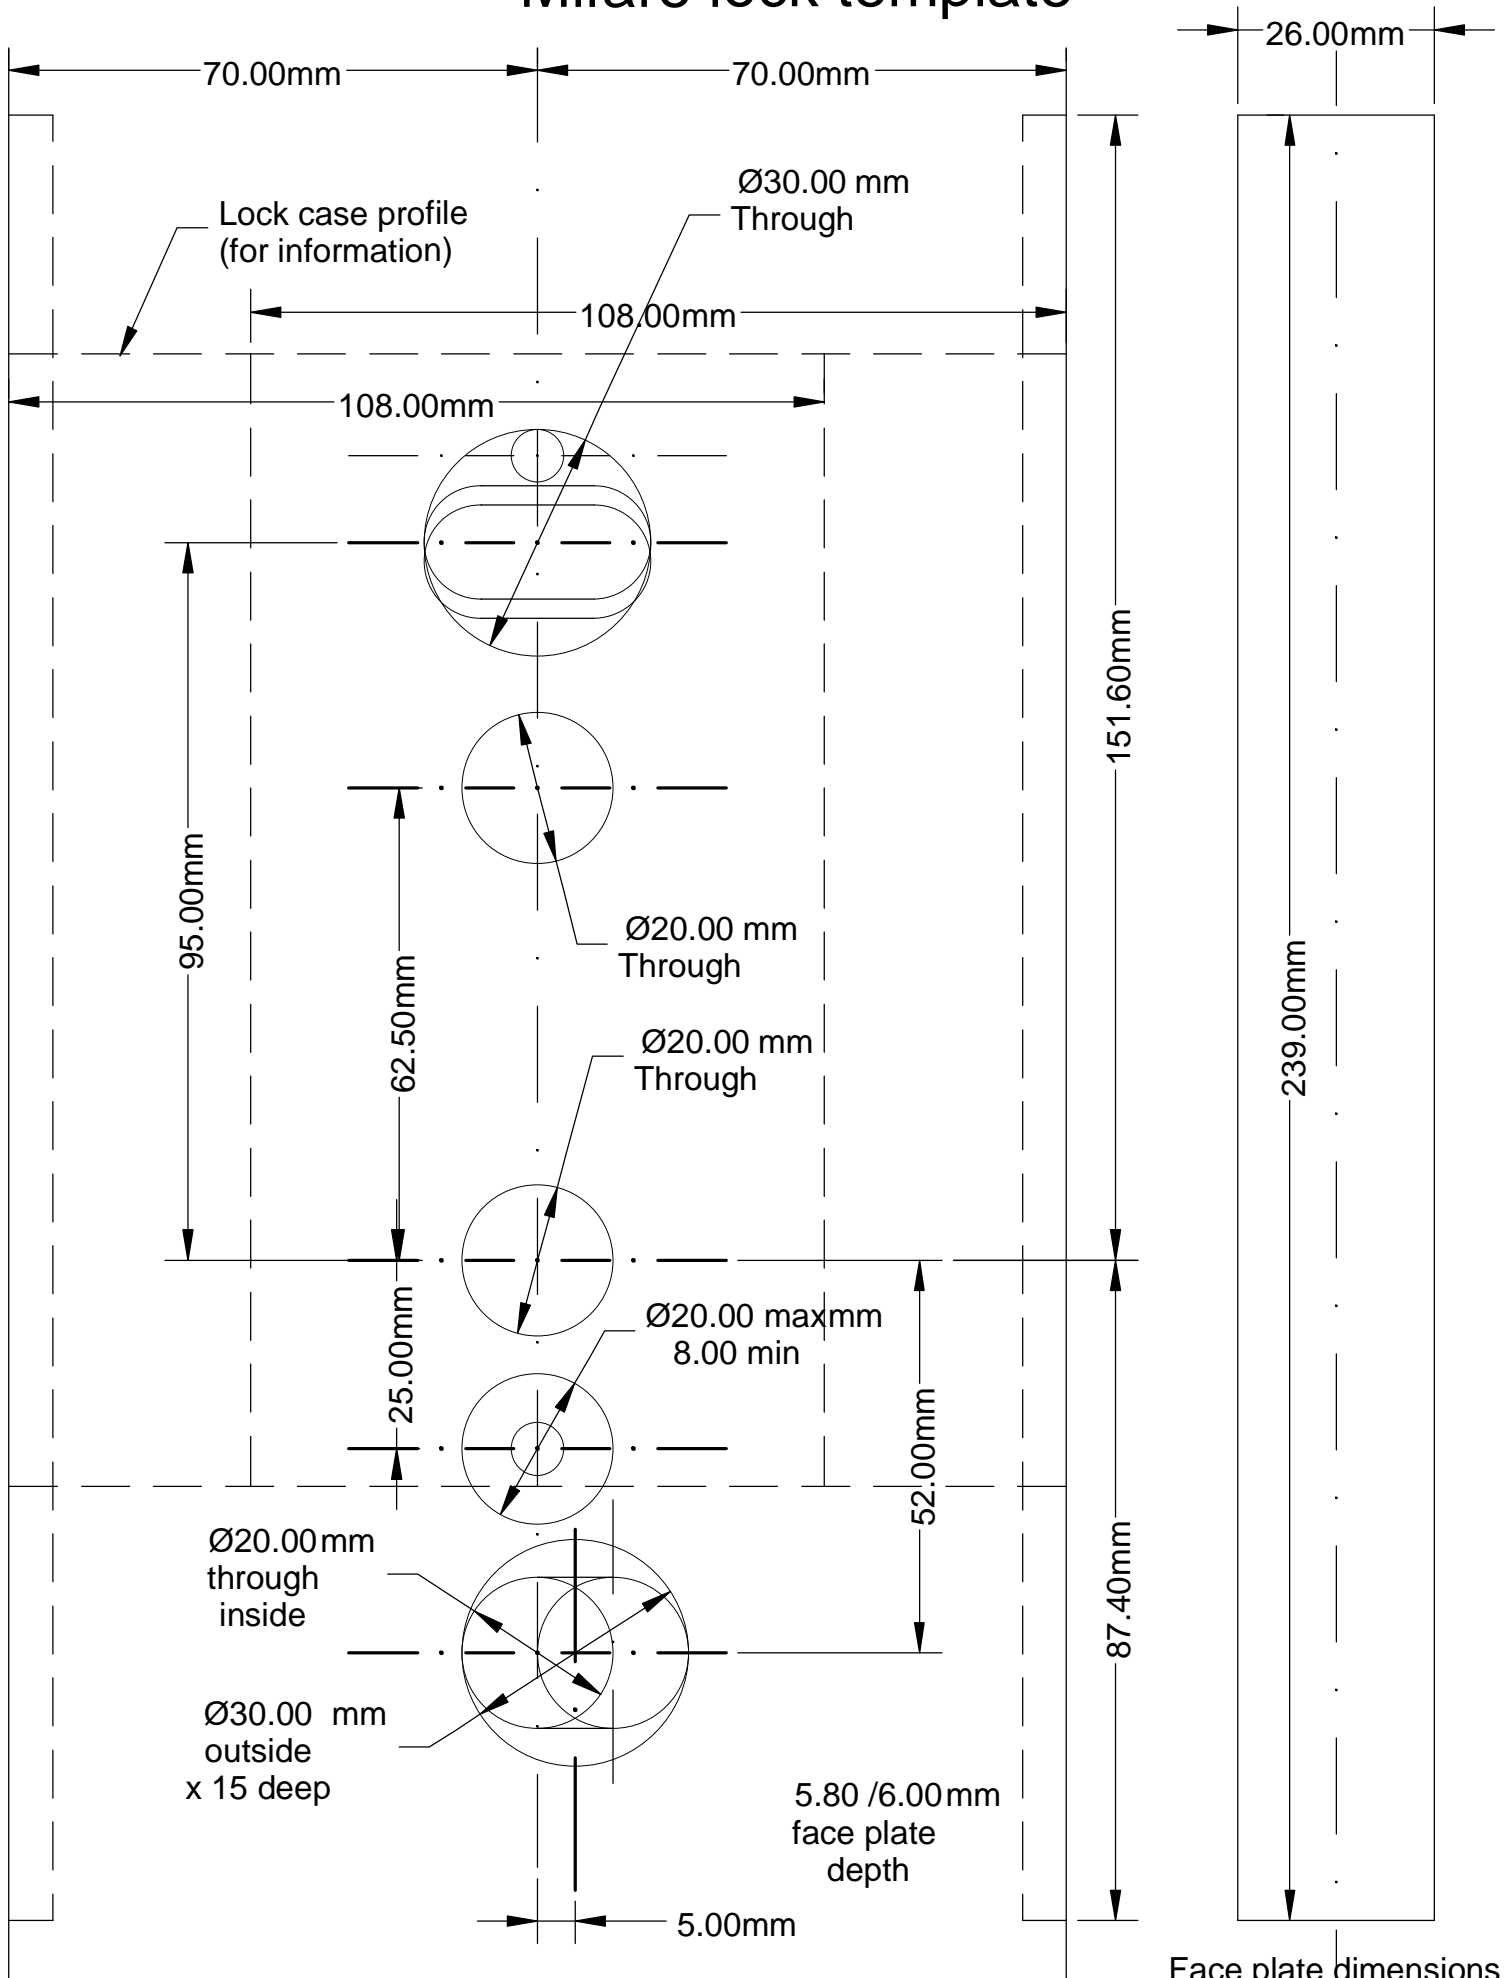 Mifare lock template
26.00mm
70.00mm
70.00mm
Ø30.00 mm
Through
Lock case profile
(for information)
108.00mm
108.00mm
151.60mm
95.00mm
Ø20.00 mm
Through
62.50mm
239.00mm
Ø20.00 mm
Through
Ø20.00 maxmm
8.00 min
25.00mm
52.00mm
Ø20.00mm
through
inside
87.40mm
Ø30.00 mm
outside
x 15 deep
5.80 /6.00mm
face plate
depth
5.00mm
Face plate dimensions